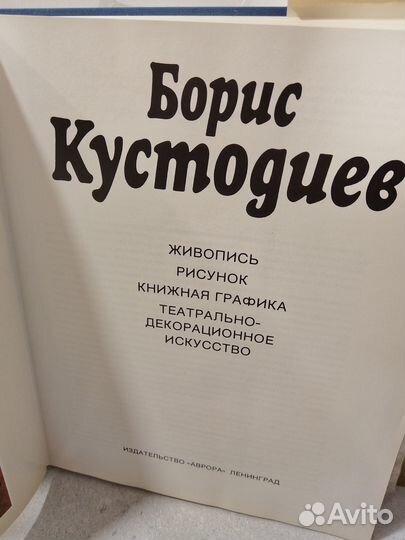 Борис
Кустодиев
ЖИВОПИСЬ
РИСУНОК
КНИЖНАЯ ГРАФИКА
ТЕАТРАЛЬНО-
ДЕКОРАЦИОННОЕ
ИСКУССТВО
ИЗДАТЕЛЬСТВО «АВРОРА» ЛЕНИНГРАД
Avito